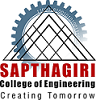 SAPTHAGIRI
College of Engineering
Creating Tomorrow